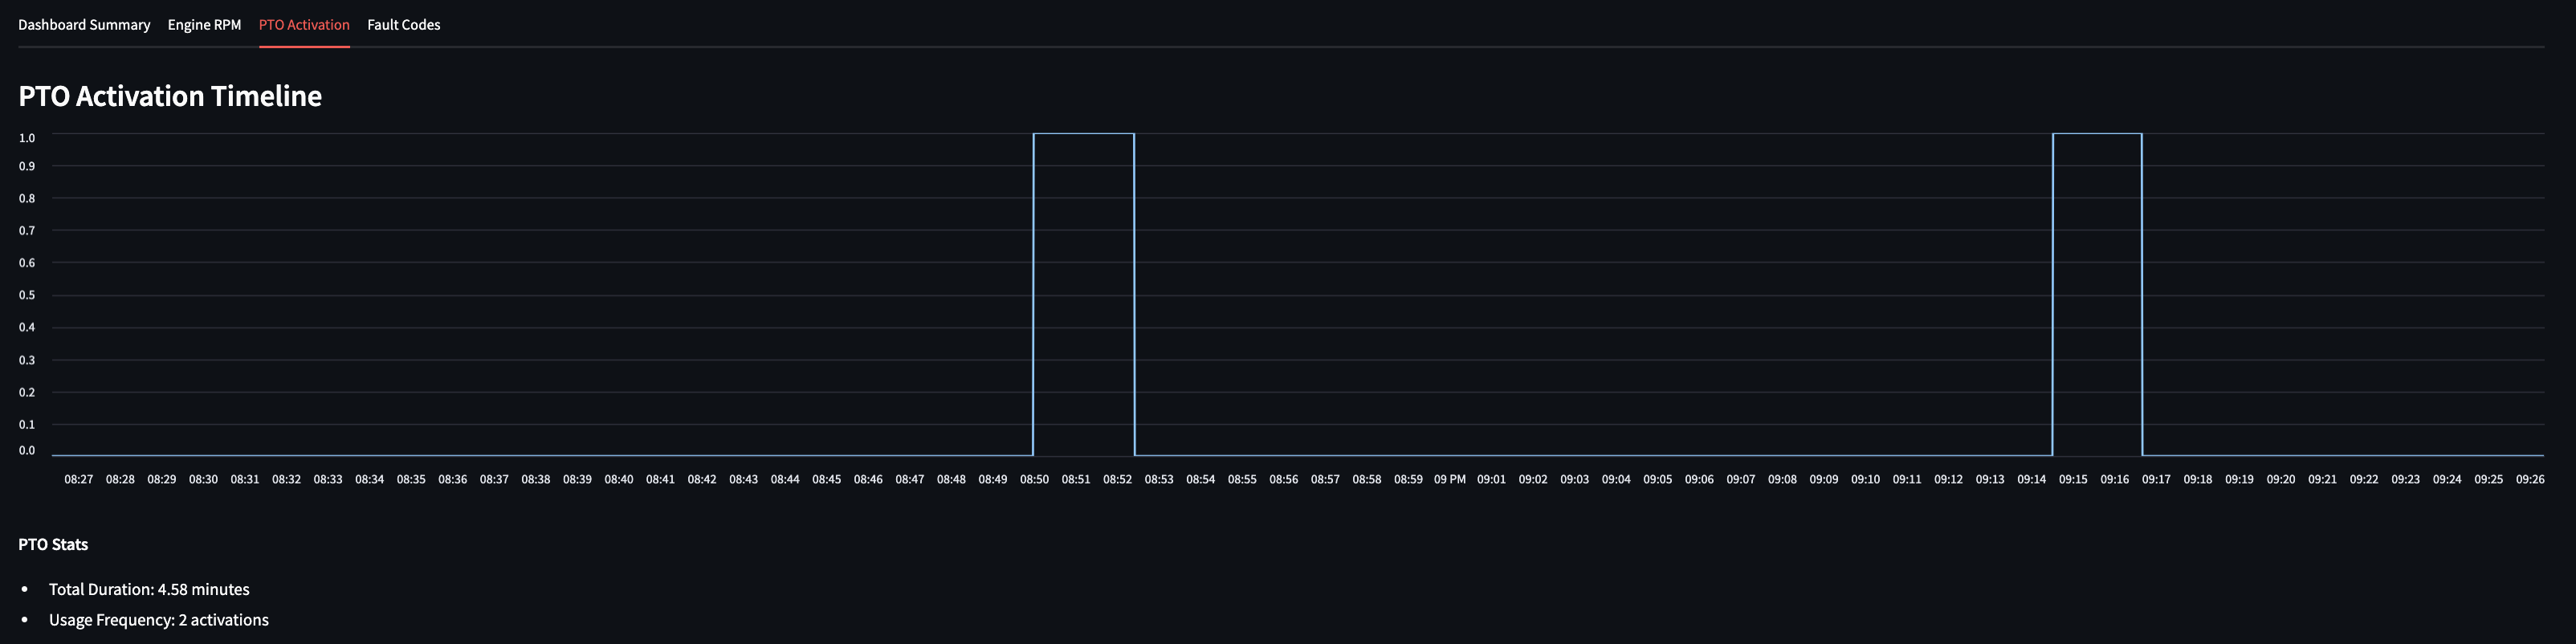 Dashboard Summary Engine RPM PTO Activation Fault Codes
PTO Activation Timeline
1.0
0.9
0.8
0.7
0.6
0.5
0.4
0.3
0.2
0.1
0.0
08:27 08:28 08:29 08:30 08:31 08:32 08:33 08:34 08:35 08:36 08:37 08:38 08:39 08:40 08:41 08:42 08:43 08:44 08:45 08:46 08:47 08:48 08:49 08:50 08:51 08:52 08:53 08:54 08:55 08:56 08:57 08:58 08:59 09 PM 09:01 09:02 09:03 09:04 09:05 09:06 09:07 09:08 09:09 09:10 09:11 09:12 09:13 09:14 09:15 09:16 09:17 09:18 09:19 09:20 09:21 09:22 09:23 09:24 09:25 09:26
PTO Stats
• Total Duration: 4.58 minutes
• Usage Frequency: 2 activations